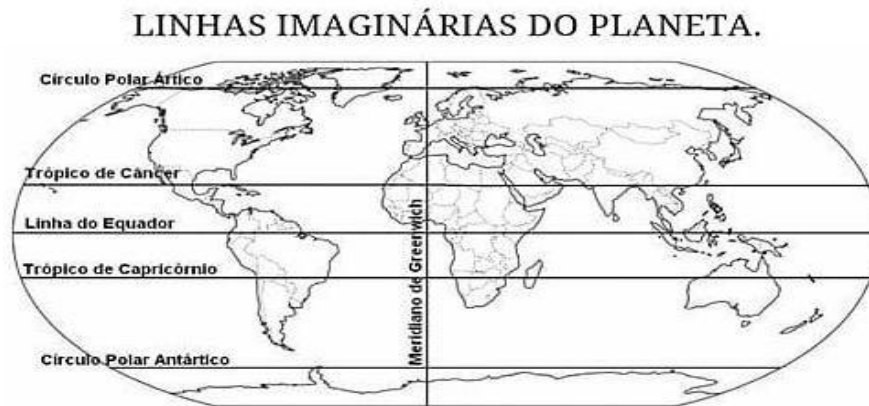 LINHAS IMAGINÁRIAS DO PLANETA.
Círculo Polar Ártico
Trópico de Câncer
Linha do Equador
Trópico de Capricórnio
Meridiano de Greenwich
Círculo Polar Antártico